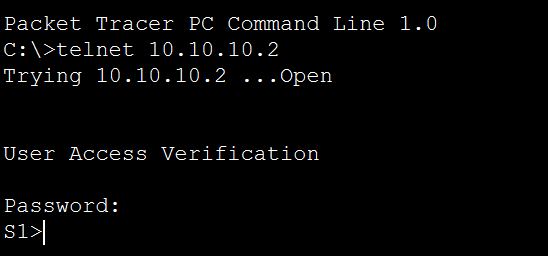 Packet Tracer PC Command Line 1.0
C:\>telnet 10.10.10.2
Trying 10.10.10.2 ...Open
User Access Verification
Password:
S1>